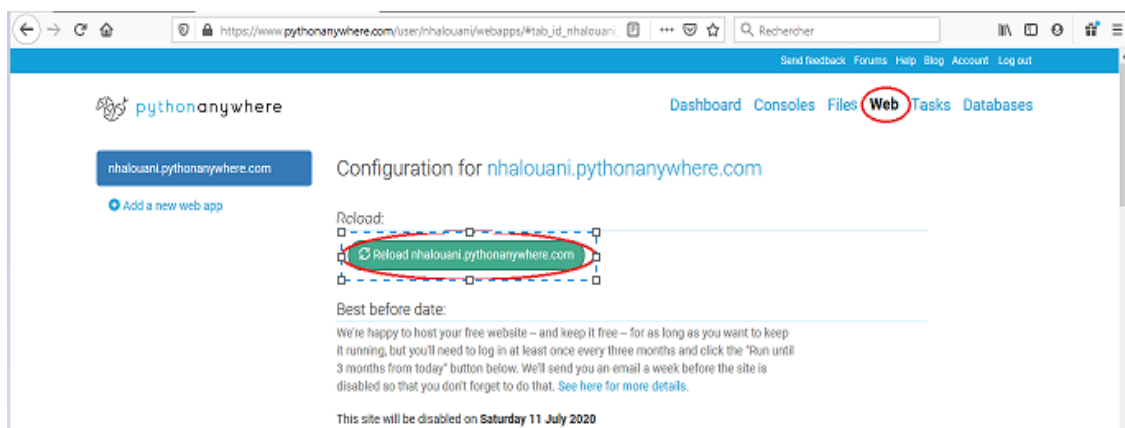 https://www.pythonanywhere.com/user/nhalouani/webapps/#tab_id_nhalouani_
Rechercher
Send feedback Forums Help Blog Account Log out
pythonanywhere
Dashboard Consoles Files Web Tasks Databases
nhalouani.pythonanywhere.com
Configuration for nhalouani.pythonanywhere.com
Add a new web app
Reload:
Reload nhalouani.pythonanywhere.com
Best before date:
We're happy to host your free website – and keep it free – for as long as you want to keep
it running, but you'll need to log in at least once every three months and click the "Run until
3 months from today" button below. We'll send you an email a week before the site is
disabled so that you don't forget to do that. See here for more details.
This site will be disabled on Saturday 11 July 2020